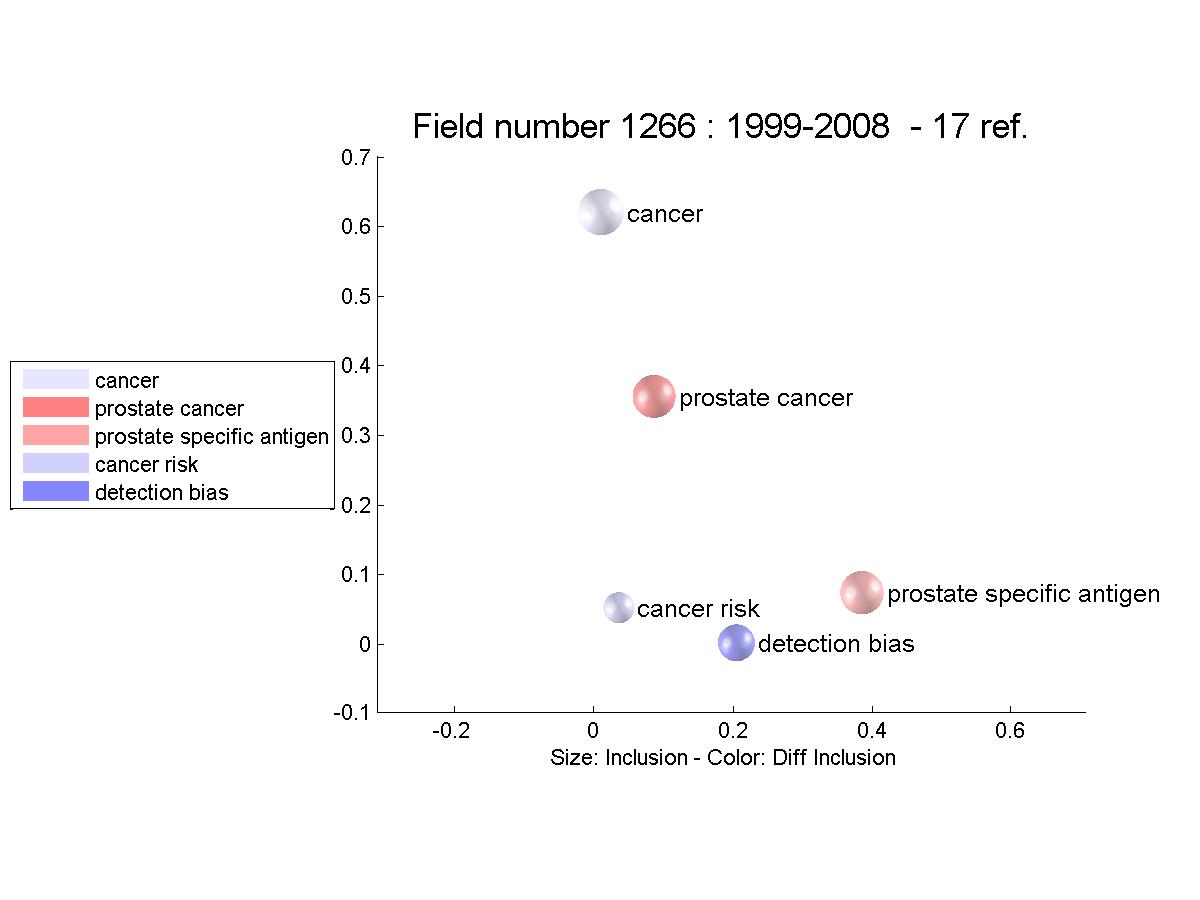 Field number 1266 : 1999-2008 - 17 ref.
0.7
0.6
0.5
0.4
0.3
0.2
0.1
0
-0.1
cancer
prostate cancer
prostate specific antigen
cancer risk
detection bias
cancer
prostate cancer
prostate specific antigen
cancer risk
detection bias
-0.2 0 0.2 0.4 0.6
Size: Inclusion - Color: Diff Inclusion